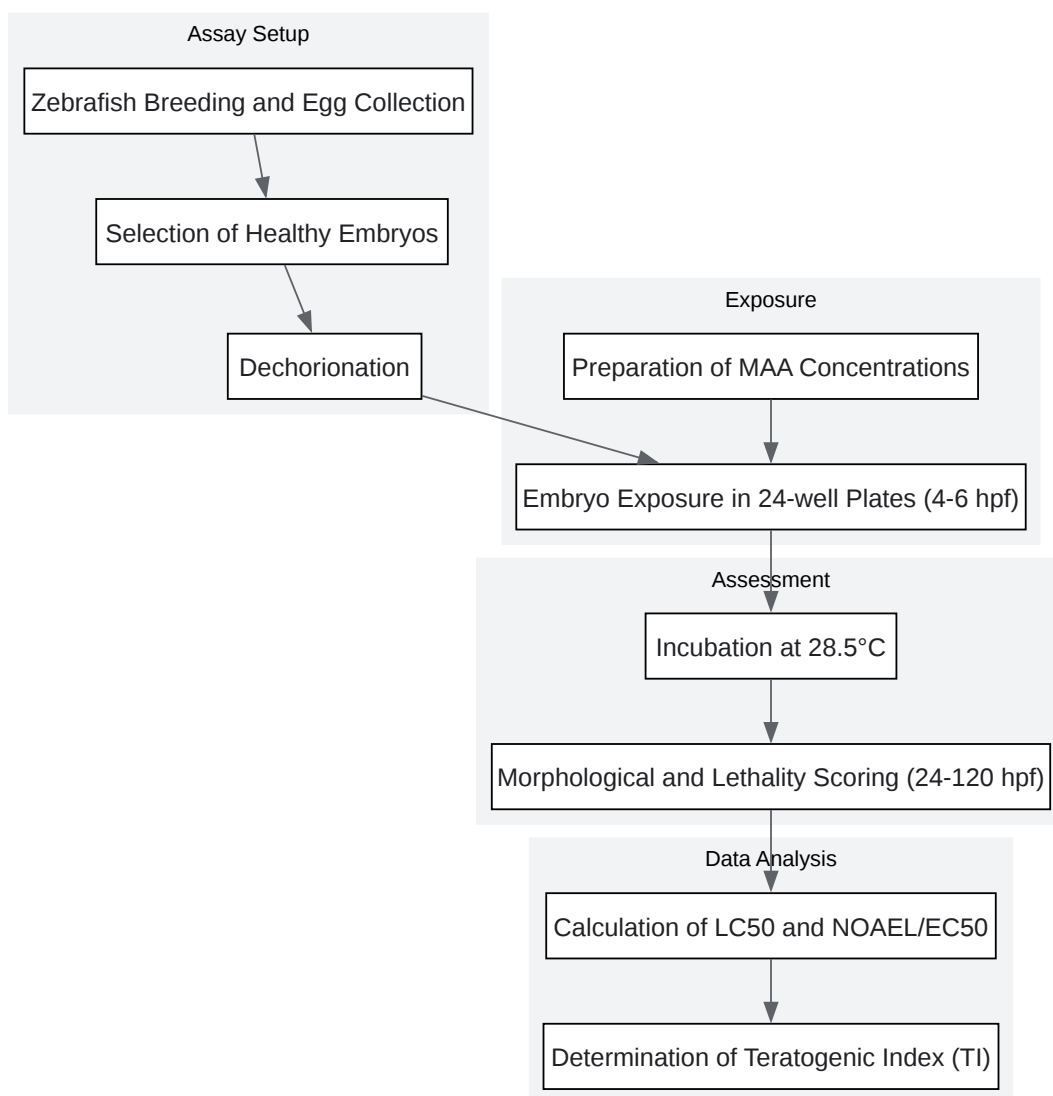 Assay Setup
Zebrafish Breeding and Egg Collection
Selection of Healthy Embryos
Dechorionation
Exposure
Preparation of MAA Concentrations
Embryo Exposure in 24-well Plates (4-6 hpf)
Assessment
Incubation at 28.5°C
Morphological and Lethality Scoring (24-120 hpf)
Data Analysis
Calculation of LC50 and NOAEL/EC50
Determination of Teratogenic Index (TI)